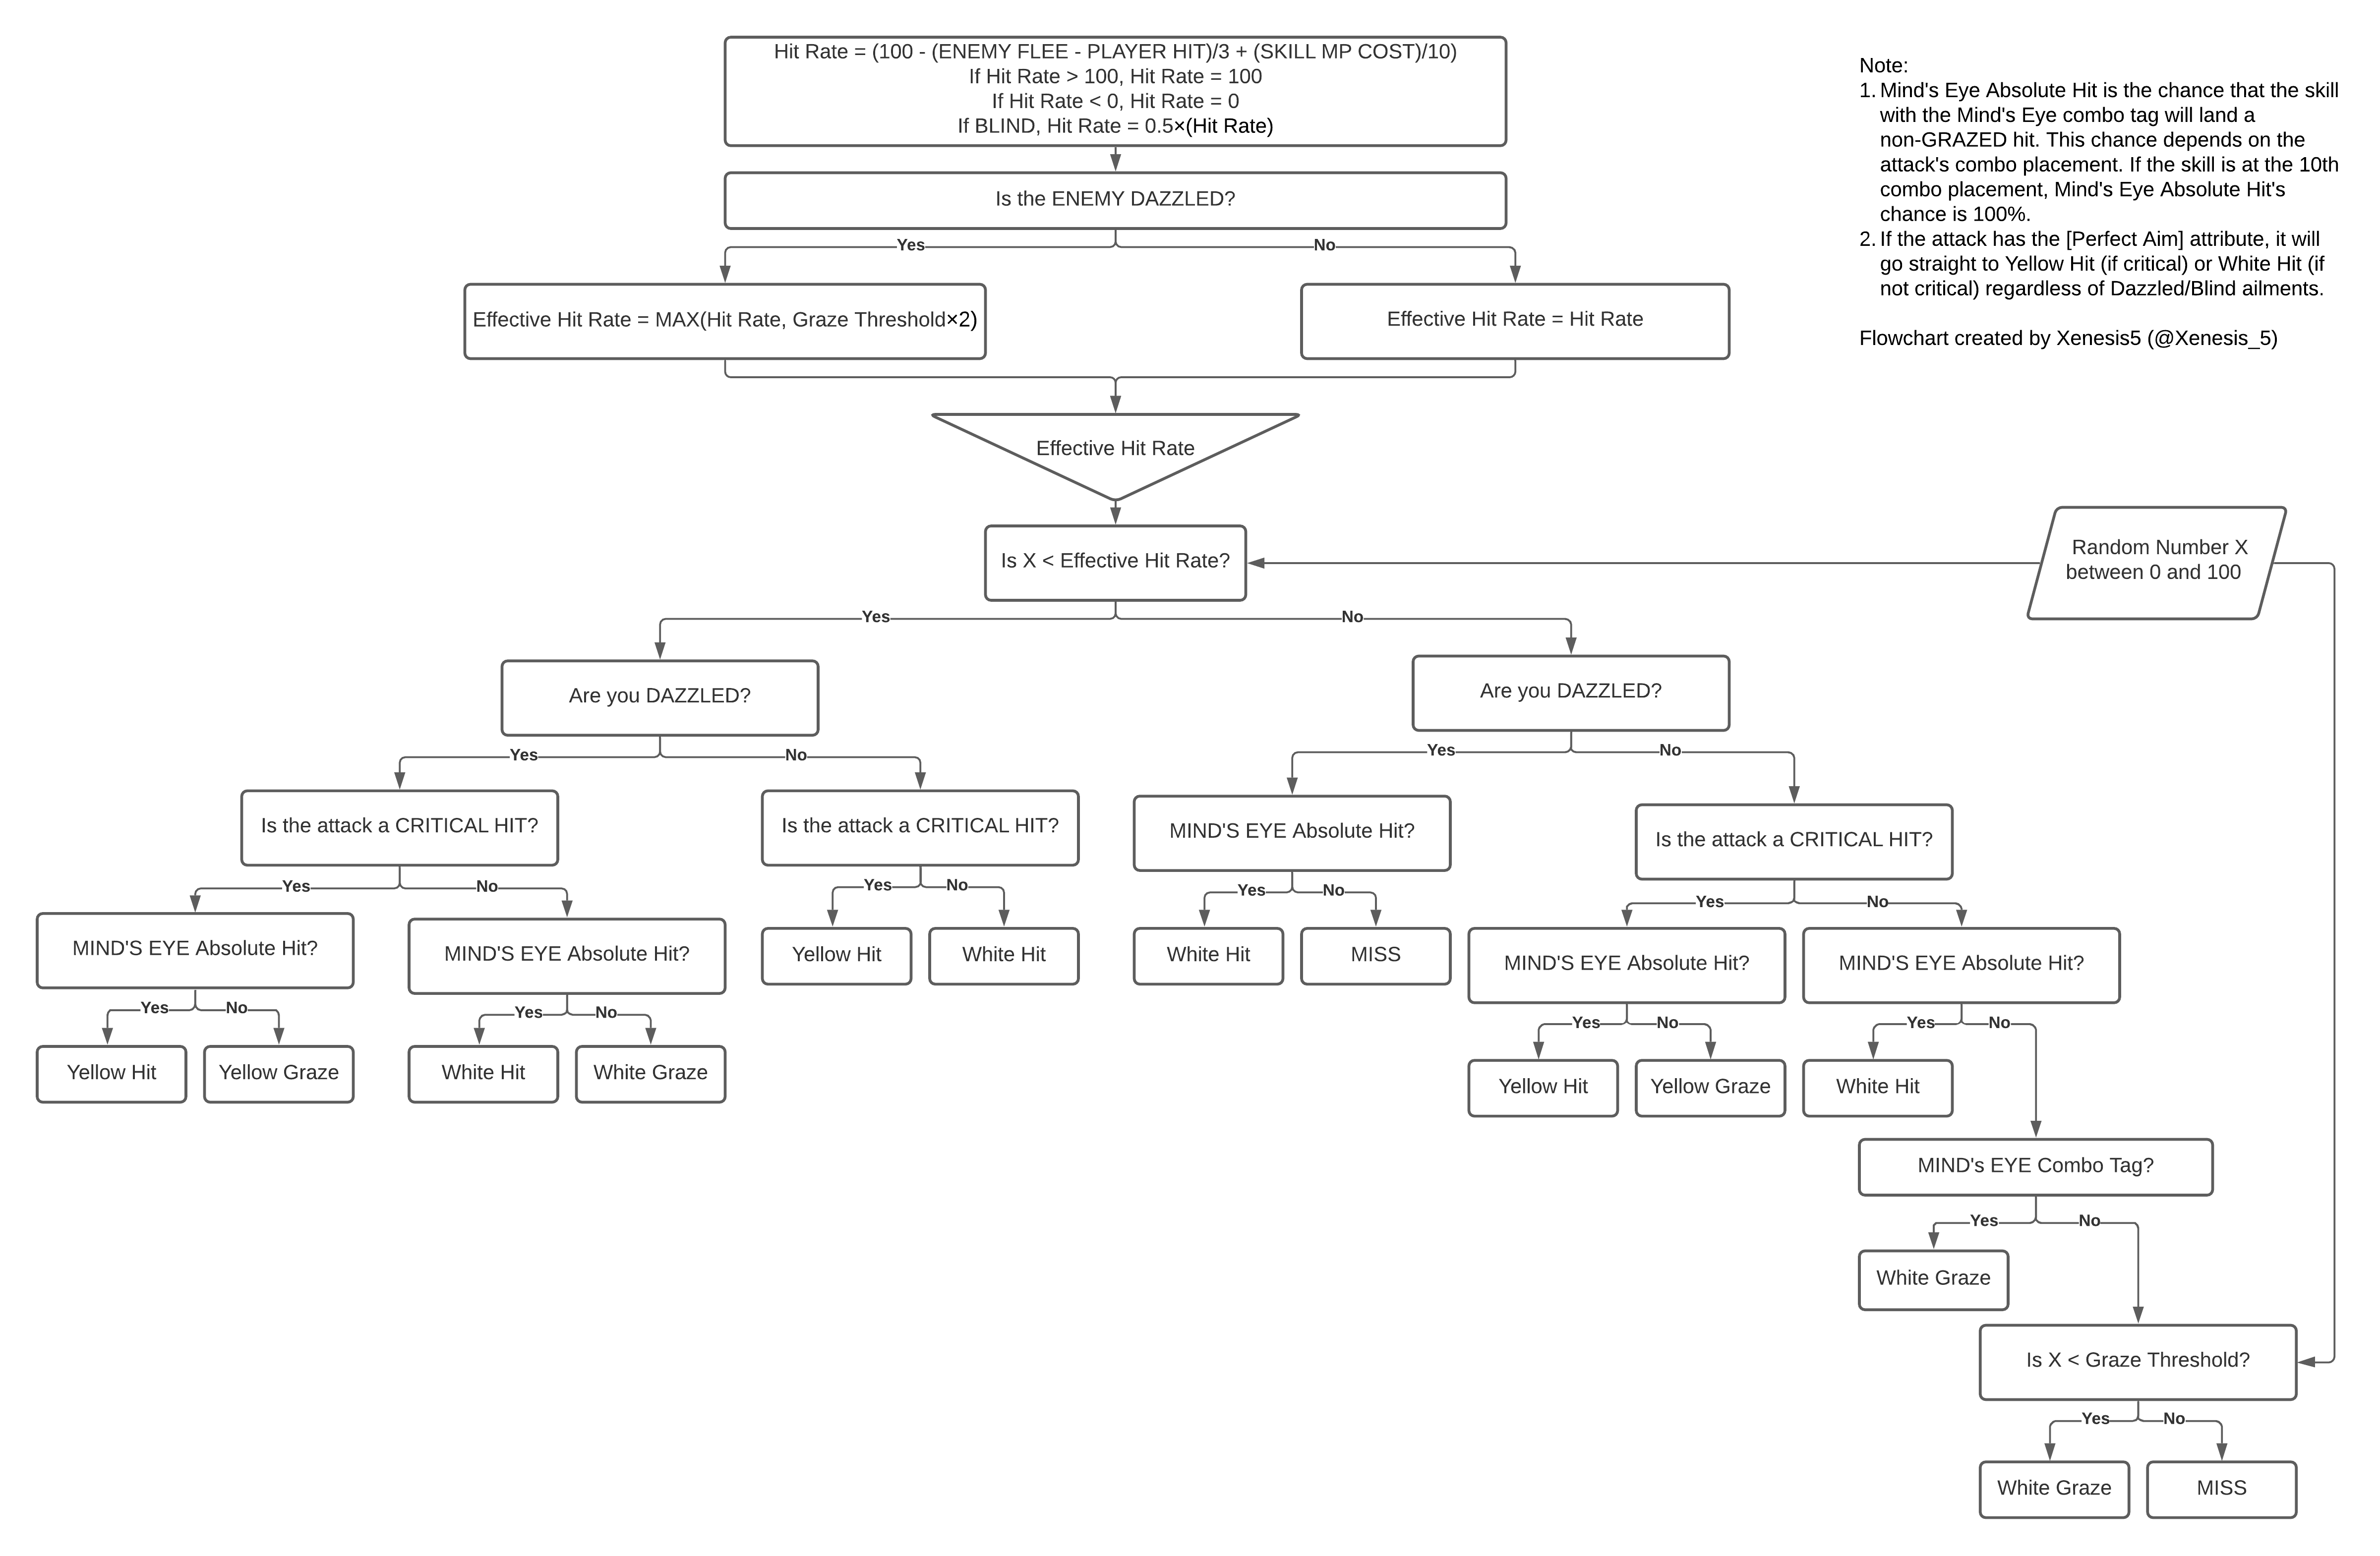 Hit Rate = (100 - (ENEMY FLEE - PLAYER HIT)/3 + (SKILL MP COST)/10)
If Hit Rate > 100, Hit Rate = 100
If Hit Rate < 0, Hit Rate = 0
If BLIND, Hit Rate = 0.5×(Hit Rate)
Note:
1. Mind's Eye Absolute Hit is the chance that the skill
with the Mind's Eye combo tag will land a
non-GRAZED hit. This chance depends on the
attack's combo placement. If the skill is at the 10th
combo placement, Mind's Eye Absolute Hit's
chance is 100%.
2. If the attack has the [Perfect Aim] attribute, it will
go straight to Yellow Hit (if critical) or White Hit (if
not critical) regardless of Dazzled/Blind ailments.
Flowchart created by Xenesis5 (@Xenesis_5)
Is the ENEMY DAZZLED?
Yes
No
Effective Hit Rate = MAX(Hit Rate, Graze Threshold×2)
Effective Hit Rate = Hit Rate
Effective Hit Rate
Random Number X
between 0 and 100
Is X < Effective Hit Rate?
Yes
No
Are you DAZZLED?
Are you DAZZLED?
Yes
No
Yes
No
Is the attack a CRITICAL HIT?
Is the attack a CRITICAL HIT?
MIND'S EYE Absolute Hit?
Is the attack a CRITICAL HIT?
Yes
No
Yes
No
Yes
No
Yes
No
MIND'S EYE Absolute Hit?
MIND'S EYE Absolute Hit?
Yellow Hit
White Hit
White Hit
MISS
MIND'S EYE Absolute Hit?
MIND'S EYE Absolute Hit?
Yes
No
Yes
No
Yes
No
Yes
No
Yellow Hit
Yellow Graze
White Hit
White Graze
Yellow Hit
Yellow Graze
White Hit
MIND's EYE Combo Tag?
Yes
No
White Graze
Is X < Graze Threshold?
Yes
No
White Graze
MISS